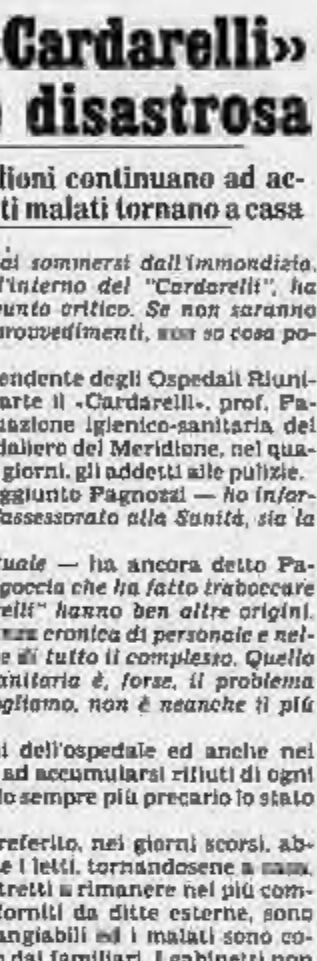 Cardarelli»
disastrosa
lioni continuano ad ac-
ti malati tornano a casa
ai sommersi dall'immondizia.
l'interno del "Cardarelli", ha
punto critico. Se non saranno
provvedimenti, non so cosa po-
endente degli Ospedali Riuni-
arte il «Cardarelli», prof. Pa-
uazione igienico-sanitaria del
daliero del Meridione, nel qua-
giorni, gli addetti alle pulizie.
ggiunto Pagnozzi — ho infor-
l'assessorato alla Sanità, sia la
tuale — ha ancora detto Pa-
goccia che ha fatto traboccare
relli" hanno ben altre origini.
cronica di personale e nel-
e di tutto il complesso. Quello
anitaria è, forse, il problema
ogliamo, non è neanche il più
i dell'ospedale ed anche nei
ad accumularsi rifiuti di ogni
lo sempre più precario lo stato
referito, nei giorni scorsi, ab-
e i letti, tornandosene a casa,
tretti a rimanere nel più com-
forniti da ditte esterne, sono
angiabili ed i malati sono co-
dai familiari. I gabinetti non